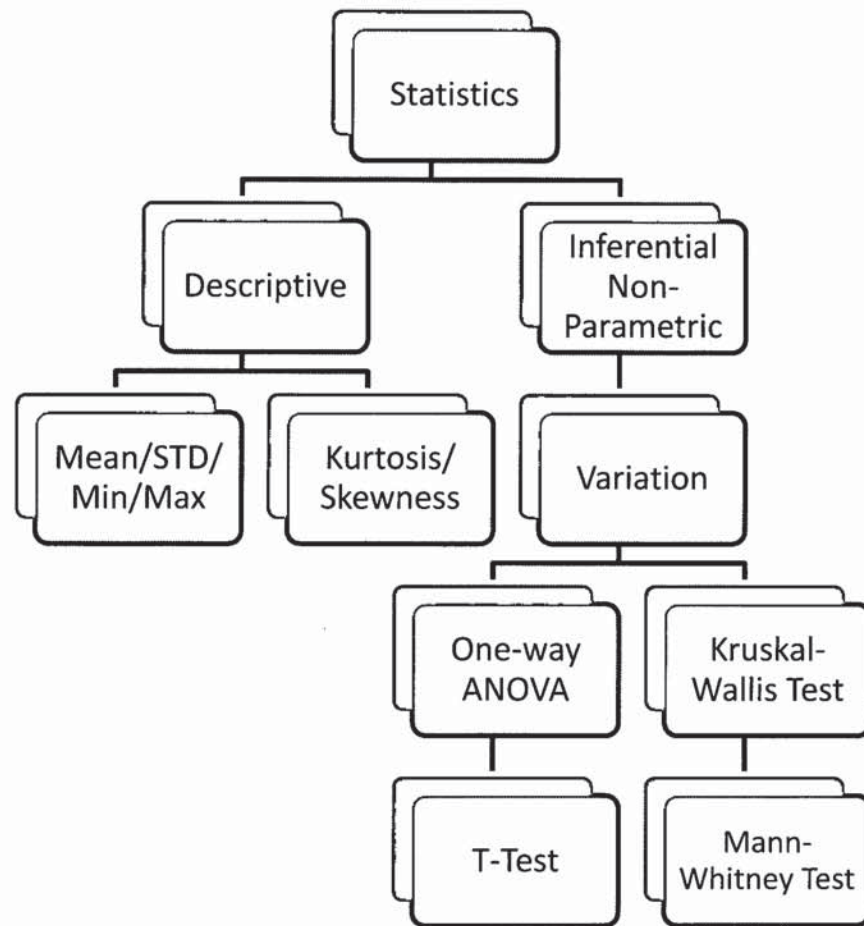 Statistics
Descriptive
Inferential
Non-
Parametric
Mean/STD/
Min/Max
Kurtosis/
Skewness
Variation
One-way
ANOVA
Kruskal-
Wallis Test
T-Test
Mann-
Whitney Test